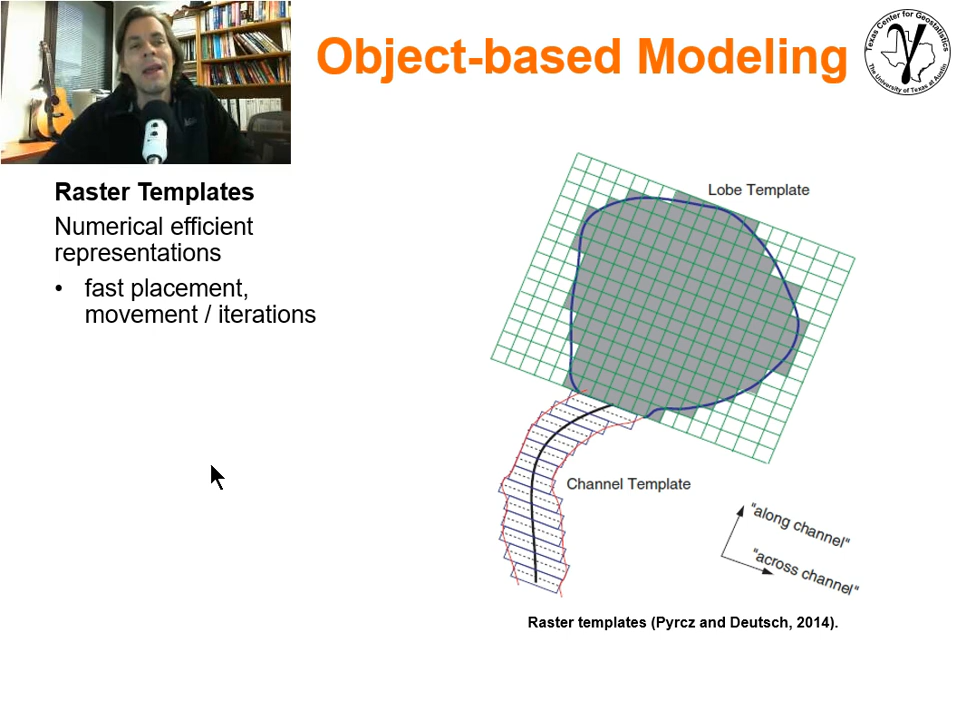 Object-based Modeling
Texas Center for Geostatistics
The University of Texas at Austin
Raster Templates
Numerical efficient
representations
• fast placement,
movement / iterations
Lobe Template
Channel Template
"along channel"
"across channel"
Raster templates (Pyrcz and Deutsch, 2014).